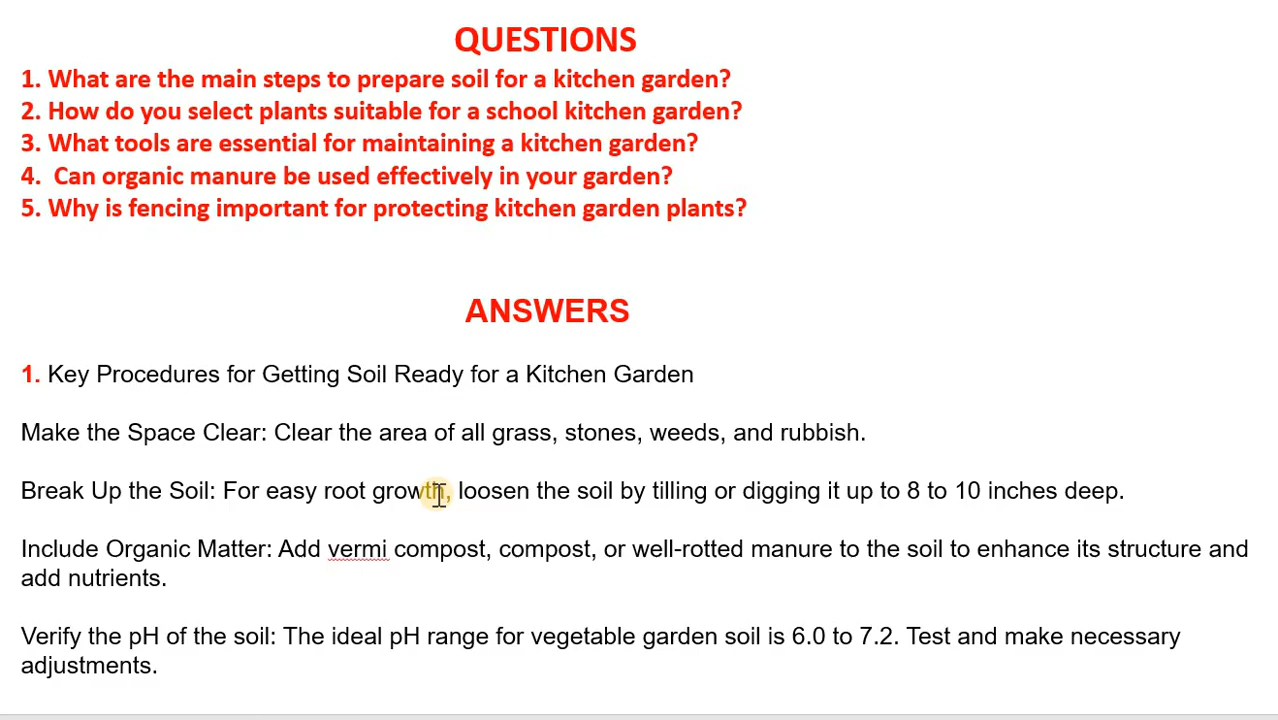 QUESTIONS
1. What are the main steps to prepare soil for a kitchen garden?
2. How do you select plants suitable for a school kitchen garden?
3. What tools are essential for maintaining a kitchen garden?
4.  Can organic manure be used effectively in your garden?
5. Why is fencing important for protecting kitchen garden plants?
ANSWERS
1. Key Procedures for Getting Soil Ready for a Kitchen Garden
Make the Space Clear: Clear the area of all grass, stones, weeds, and rubbish.
Break Up the Soil: For easy root growth, loosen the soil by tilling or digging it up to 8 to 10 inches deep.
Include Organic Matter: Add vermi compost, compost, or well-rotted manure to the soil to enhance its structure and
add nutrients.
Verify the pH of the soil: The ideal pH range for vegetable garden soil is 6.0 to 7.2. Test and make necessary
adjustments.